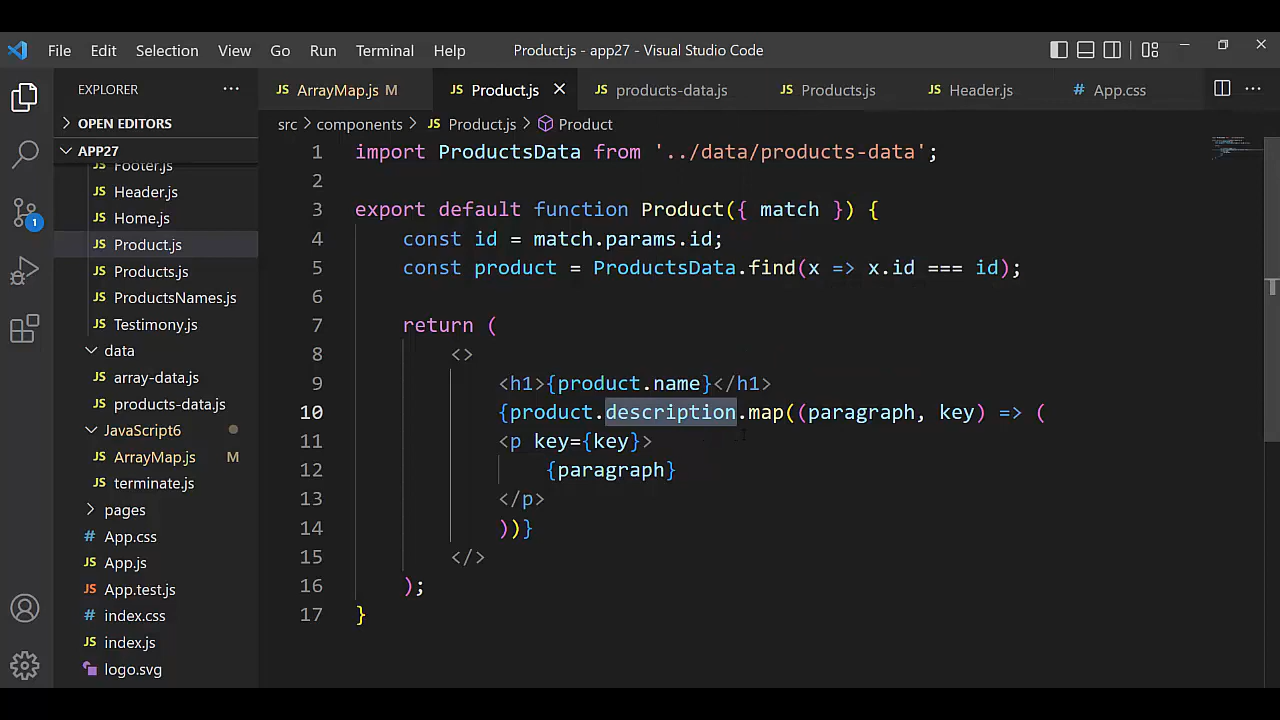 File Edit Selection View Go Run Terminal Help Product.js - app27 - Visual Studio Code
EXPLORER
OPEN EDITORS
APP27
Footer.js
Header.js
Home.js
Product.js
Products.js
ProductsNames.js
Testimony.js
data
array-data.js
products-data.js
JavaScript6
ArrayMap.js M
terminate.js
pages
App.css
App.js
App.test.js
index.css
index.js
logo.svg
1
JS ArrayMap.js M JS Product.js JS products-data.js JS Products.js JS Header.js # App.css
src > components > JS Product.js > Product
1 import ProductsData from '../data/products-data';
2
3 export default function Product({ match }) {
4 const id = match.params.id;
5 const product = ProductsData.find(x => x.id === id);
6
7 return (
8 <>
9 <h1>{product.name}</h1>
10 {product.description.map((paragraph, key) => (
11 <p key={key}>
12 {paragraph}
13 </p>
14 ))}
15 </>
16 );
17 }